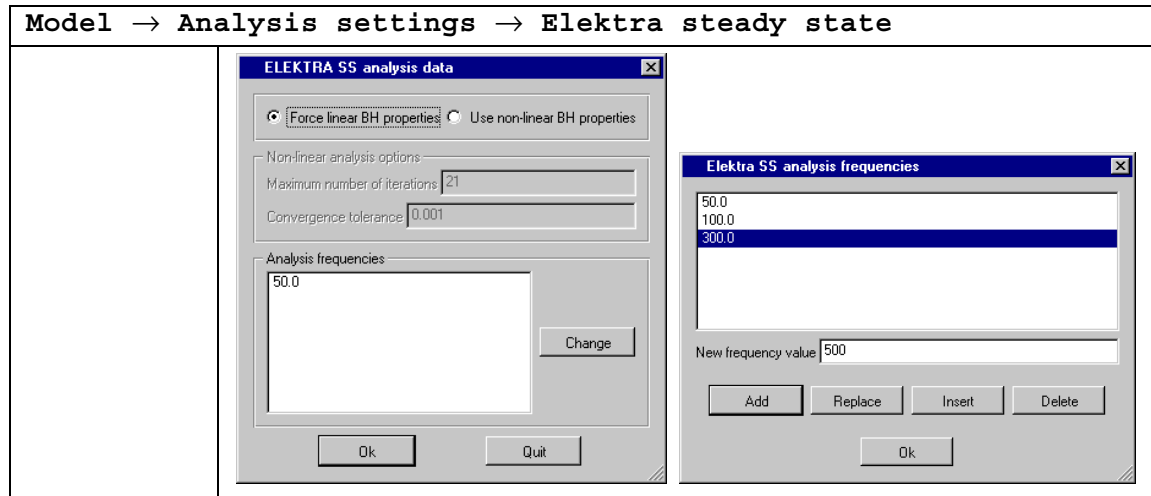 Model → Analysis settings → Elektra steady state
ELEKTRA SS analysis data
Force linear BH properties Use non-linear BH properties
Non-linear analysis options
Maximum number of iterations 21
Convergence tolerance 0.001
Analysis frequencies
50.0
Change
Ok Quit
Elektra SS analysis frequencies
50.0
100.0
300.0
New frequency value 500
Add Replace Insert Delete
Ok